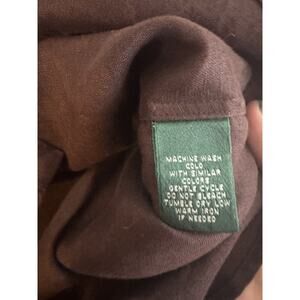 MACHINE WASH
COLD
WITH SIMILAR
COLORS
GENTLE CYCLE
DO NOT BLEACH
TUMBLE DRY LOW
WARM IRON
IF NEEDED